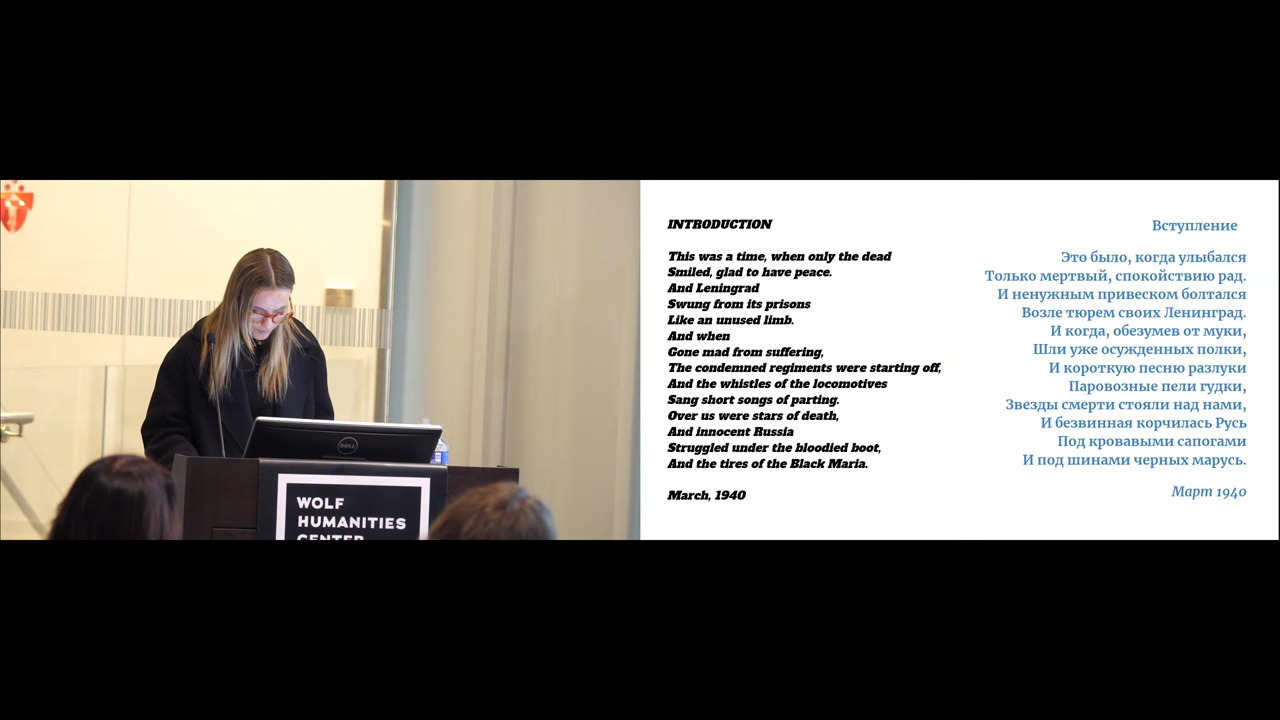 DELL
WOLF
HUMANITIES
CENTER
INTRODUCTION
This was a time, when only the dead
Smiled, glad to have peace.
And Leningrad
Swung from its prisons
Like an unused limb.
And when
Gone mad from suffering,
The condemned regiments were starting off,
And the whistles of the locomotives
Sang short songs of parting.
Over us were stars of death,
And innocent Russia
Struggled under the bloodied boot,
And the tires of the Black Maria.
March, 1940
Вступление
Это было, когда улыбался
Только мертвый, спокойствию рад.
И ненужным привеском болтался
Возле тюрем своих Ленинград.
И когда, обезумев от муки,
Шли уже осужденных полки,
И короткую песню разлуки
Паровозные пели гудки,
Звезды смерти стояли над нами,
И безвинная корчилась Русь
Под кровавыми сапогами
И под шинами черных марусь.
Март 1940